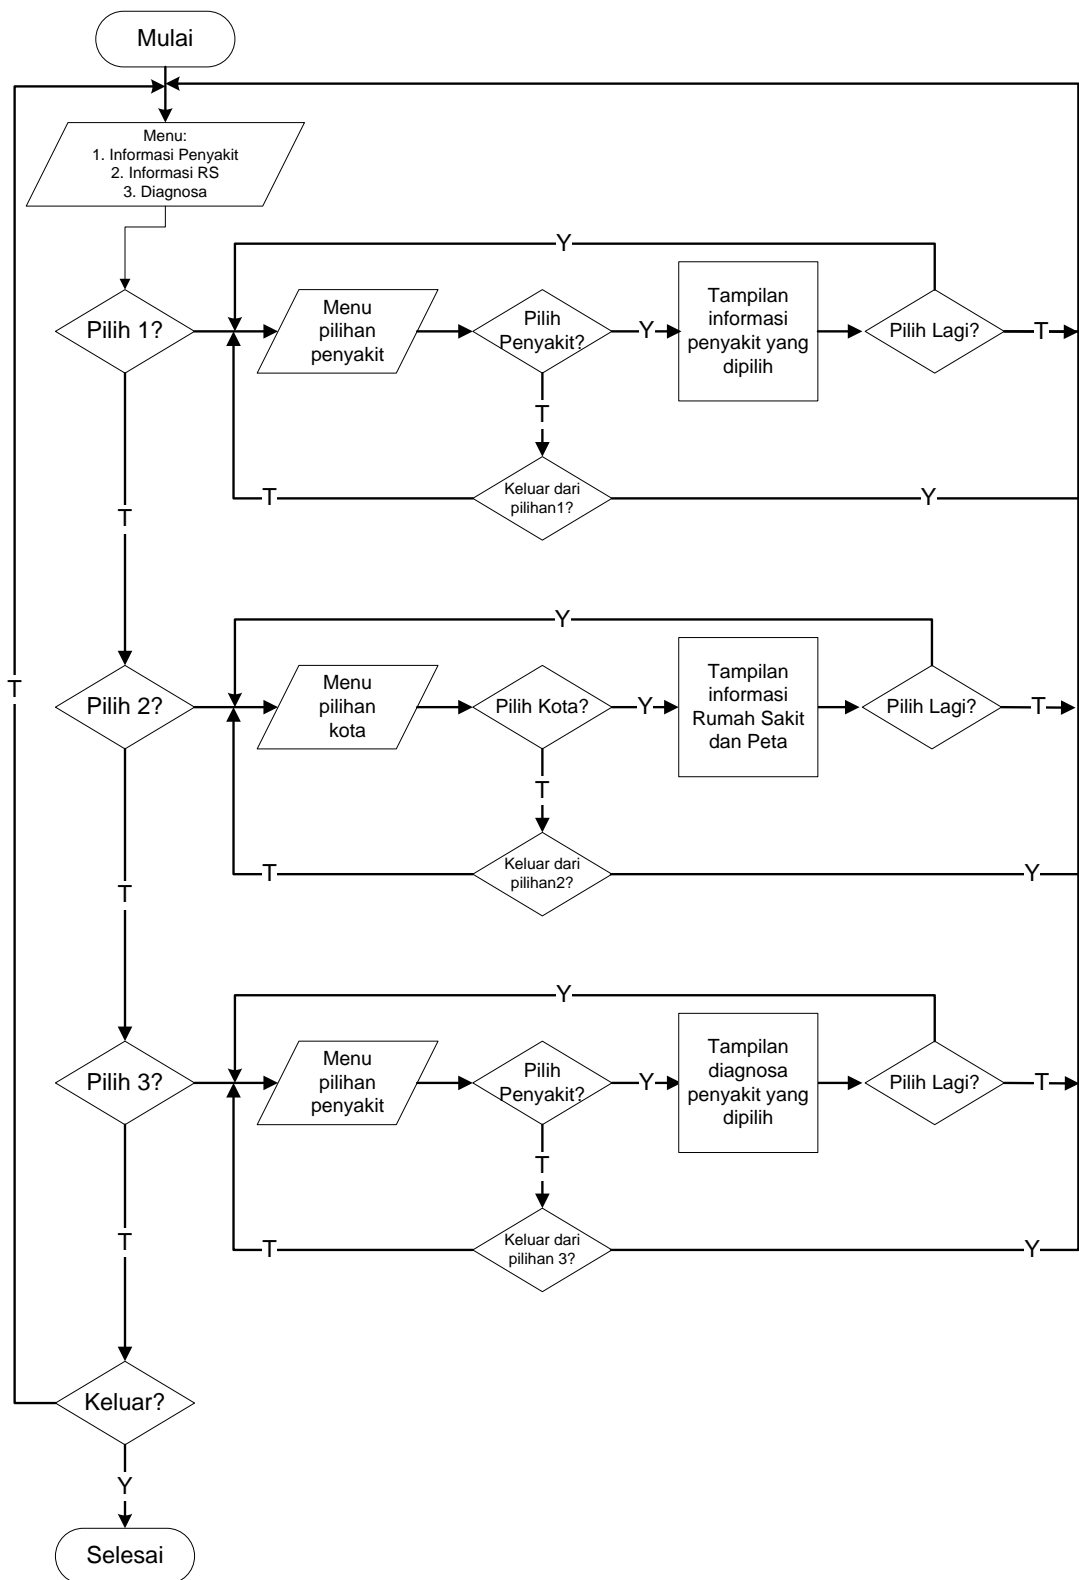 Mulai
Menu:
1. Informasi Penyakit
2. Informasi RS
3. Diagnosa
Y
Pilih 1?
Menu
pilihan
penyakit
Pilih
Penyakit?
Y
Tampilan
informasi
penyakit yang
dipilih
Pilih Lagi?
T
T
T
Keluar dari
pilihan1?
T
Y
Y
T
Pilih 2?
Menu
pilihan
kota
Pilih Kota?
Y
Tampilan
informasi
Rumah Sakit
dan Peta
Pilih Lagi?
T
T
T
T
Keluar dari
pilihan2?
Y
Y
Pilih 3?
Menu
pilihan
penyakit
Pilih
Penyakit?
Y
Tampilan
diagnosa
penyakit yang
dipilih
Pilih Lagi?
T
T
T
T
Keluar dari
pilihan 3?
Y
Keluar?
Y
Selesai